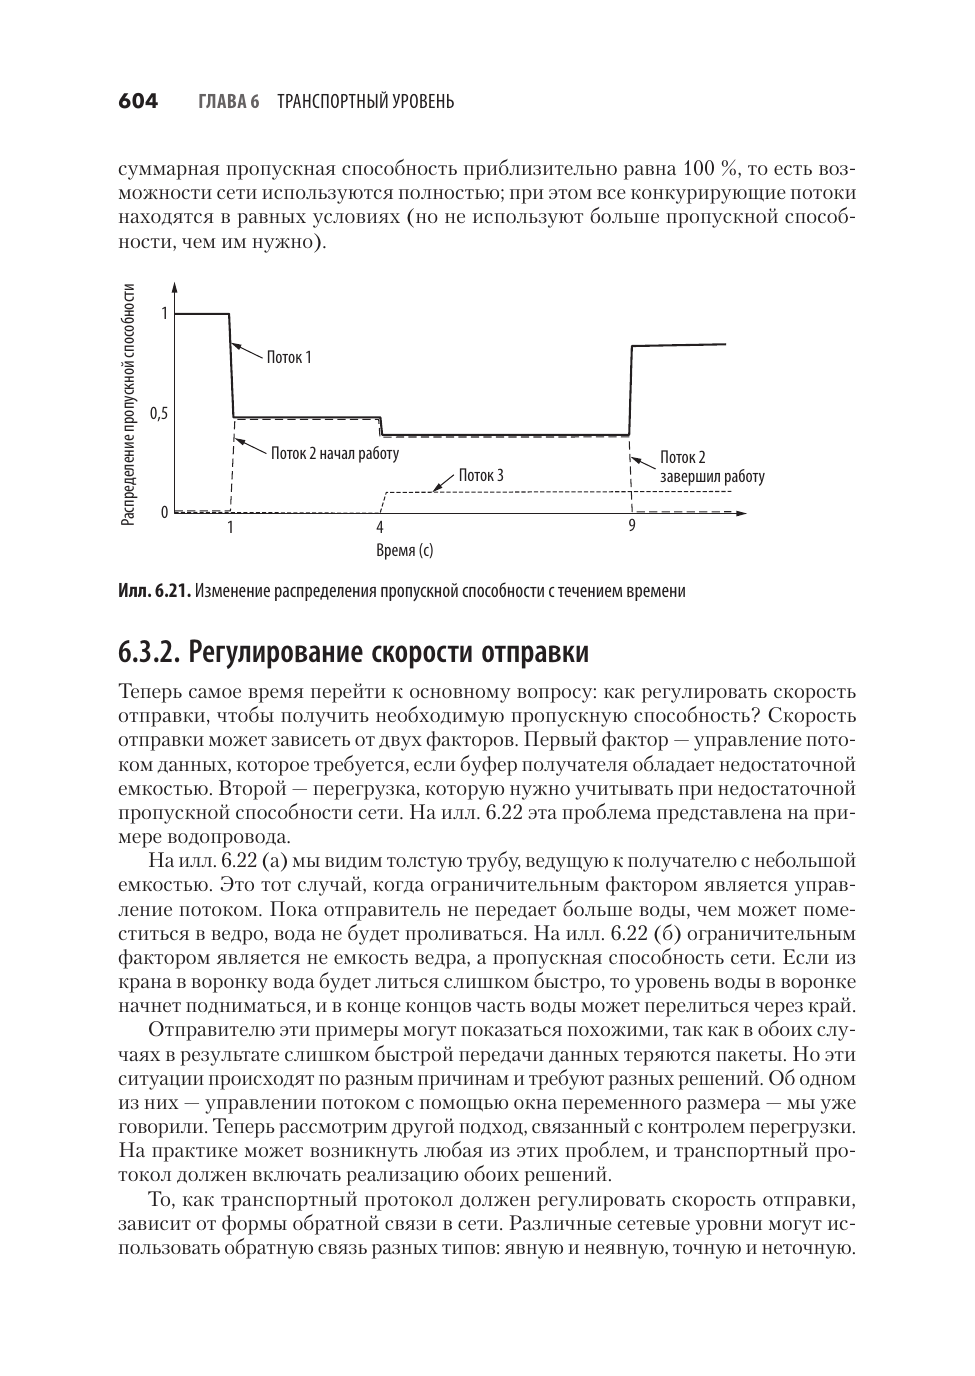 604 ГЛАВА 6 ТРАНСПОРТНЫЙ УРОВЕНЬ
суммарная пропускная способность приблизительно равна 100 %, то есть воз-
можности сети используются полностью; при этом все конкурирующие потоки
находятся в равных условиях (но не используют больше пропускной способ-
ности, чем им нужно).
Распределение пропускной способности
1
Поток 1
0,5
Поток 2 начал работу
Поток 2
завершил работу
Поток 3
0
1
4
9
Время (с)
Илл. 6.21. Изменение распределения пропускной способности с течением времени
6.3.2. Регулирование скорости отправки
Теперь самое время перейти к основному вопросу: как регулировать скорость
отправки, чтобы получить необходимую пропускную способность? Скорость
отправки может зависеть от двух факторов. Первый фактор — управление пото-
ком данных, которое требуется, если буфер получателя обладает недостаточной
емкостью. Второй — перегрузка, которую нужно учитывать при недостаточной
пропускной способности сети. На илл. 6.22 эта проблема представлена на при-
мере водопровода.
На илл. 6.22 (а) мы видим толстую трубу, ведущую к получателю с небольшой
емкостью. Это тот случай, когда ограничительным фактором является управ-
ление потоком. Пока отправитель не передает больше воды, чем может поме-
ститься в ведро, вода не будет проливаться. На илл. 6.22 (б) ограничительным
фактором является не емкость ведра, а пропускная способность сети. Если из
крана в воронку вода будет литься слишком быстро, то уровень воды в воронке
начнет подниматься, и в конце концов часть воды может перелиться через край.
Отправителю эти примеры могут показаться похожими, так как в обоих слу-
чаях в результате слишком быстрой передачи данных теряются пакеты. Но эти
ситуации происходят по разным причинам и требуют разных решений. Об одном
из них — управлении потоком с помощью окна переменного размера — мы уже
говорили. Теперь рассмотрим другой подход, связанный с контролем перегрузки.
На практике может возникнуть любая из этих проблем, и транспортный про-
токол должен включать реализацию обоих решений.
То, как транспортный протокол должен регулировать скорость отправки,
зависит от формы обратной связи в сети. Различные сетевые уровни могут ис-
пользовать обратную связь разных типов: явную и неявную, точную и неточную.